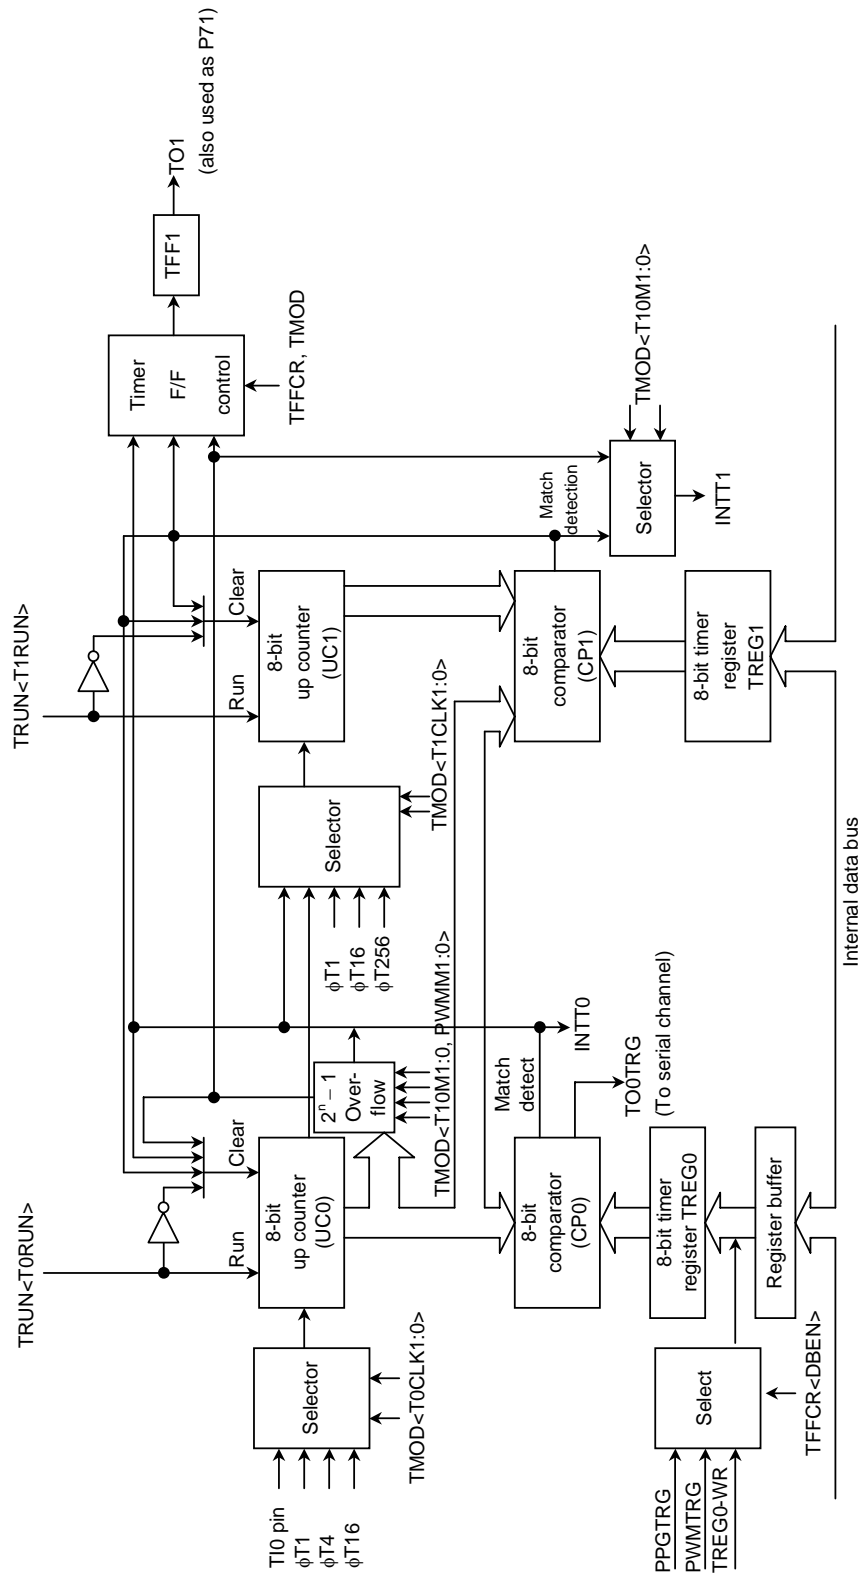 TRUN<T0RUN>
TRUN<T1RUN>
Run
Clear
Run
Clear
TI0 pin
ϕT1
ϕT4
ϕT16
Selector
TMOD<T0CLK1:0>
8-bit
up counter
(UC0)
2ⁿ − 1
Over-
flow
TMOD<T10M1:0, PWMM1:0>
ϕT1
ϕT16
ϕT256
Selector
TMOD<T1CLK1:0>
8-bit
up counter
(UC1)
Timer
F/F
control
TFFCR, TMOD
TFF1
TO1
(also used as P71)
8-bit
comparator
(CP0)
Match
detect
INTT0
TO0TRG
(To serial channel)
8-bit
comparator
(CP1)
Match
detection
Selector
TMOD<T10M1:0>
INTT1
PPGTRG
PWMTRG
TREG0-WR
Select
TFFCR<DBEN>
8-bit timer
register TREG0
Register buffer
8-bit timer
register
TREG1
Internal data bus